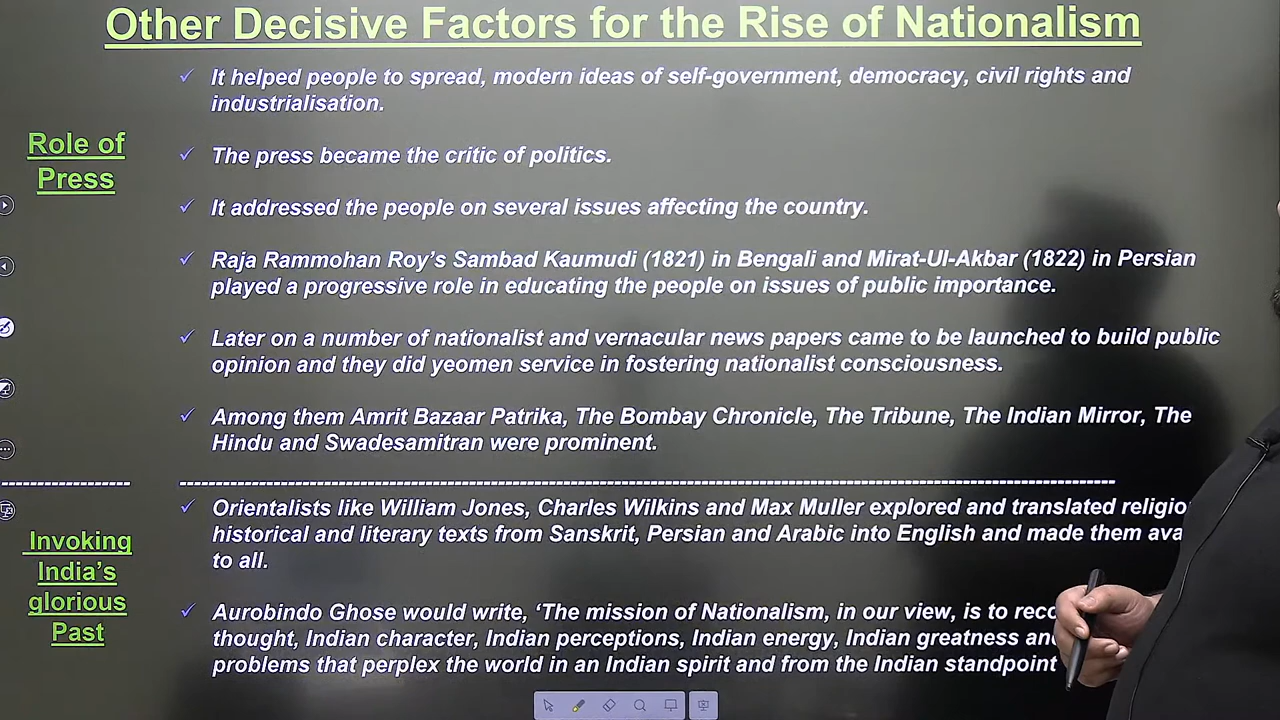 Other Decisive Factors for the Rise of Nationalism
Role of
Press
✓ It helped people to spread, modern ideas of self-government, democracy, civil rights and
industrialisation.
✓ The press became the critic of politics.
✓ It addressed the people on several issues affecting the country.
✓ Raja Rammohan Roy’s Sambad Kaumudi (1821) in Bengali and Mirat-Ul-Akbar (1822) in Persian
played a progressive role in educating the people on issues of public importance.
✓ Later on a number of nationalist and vernacular news papers came to be launched to build public
opinion and they did yeomen service in fostering nationalist consciousness.
✓ Among them Amrit Bazaar Patrika, The Bombay Chronicle, The Tribune, The Indian Mirror, The
Hindu and Swadesamitran were prominent.
Invoking
India’s
glorious
Past
✓ Orientalists like William Jones, Charles Wilkins and Max Muller explored and translated
historical and literary texts from Sanskrit, Persian and Arabic into English and made them
to all.
✓ Aurobindo Ghose would write, ‘The mission of Nationalism, in our view, is to
thought, Indian character, Indian perceptions, Indian energy, Indian greatness
problems that perplex the world in an Indian spirit and from the Indian standpoint